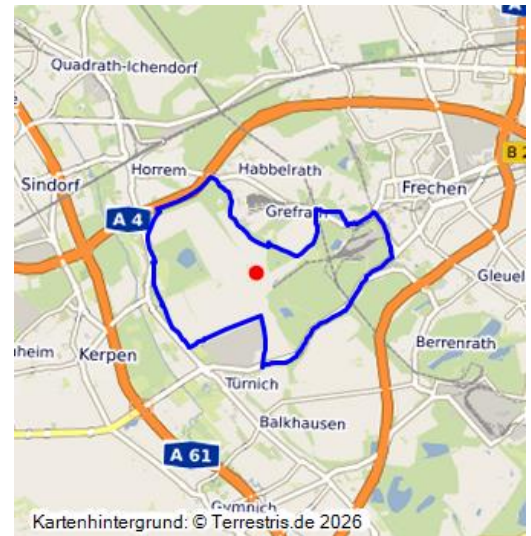 A
Quadrath-Ichendorf
B 2
Horrem
Habbelrath
Sindorf
Frechen
A 4
Grefra
Gleuel
Kerpen
Berrenrath
Türnich
Balkhausen
A 61
Gymnich
Kartenhintergrund: © Terrestris.de 2026